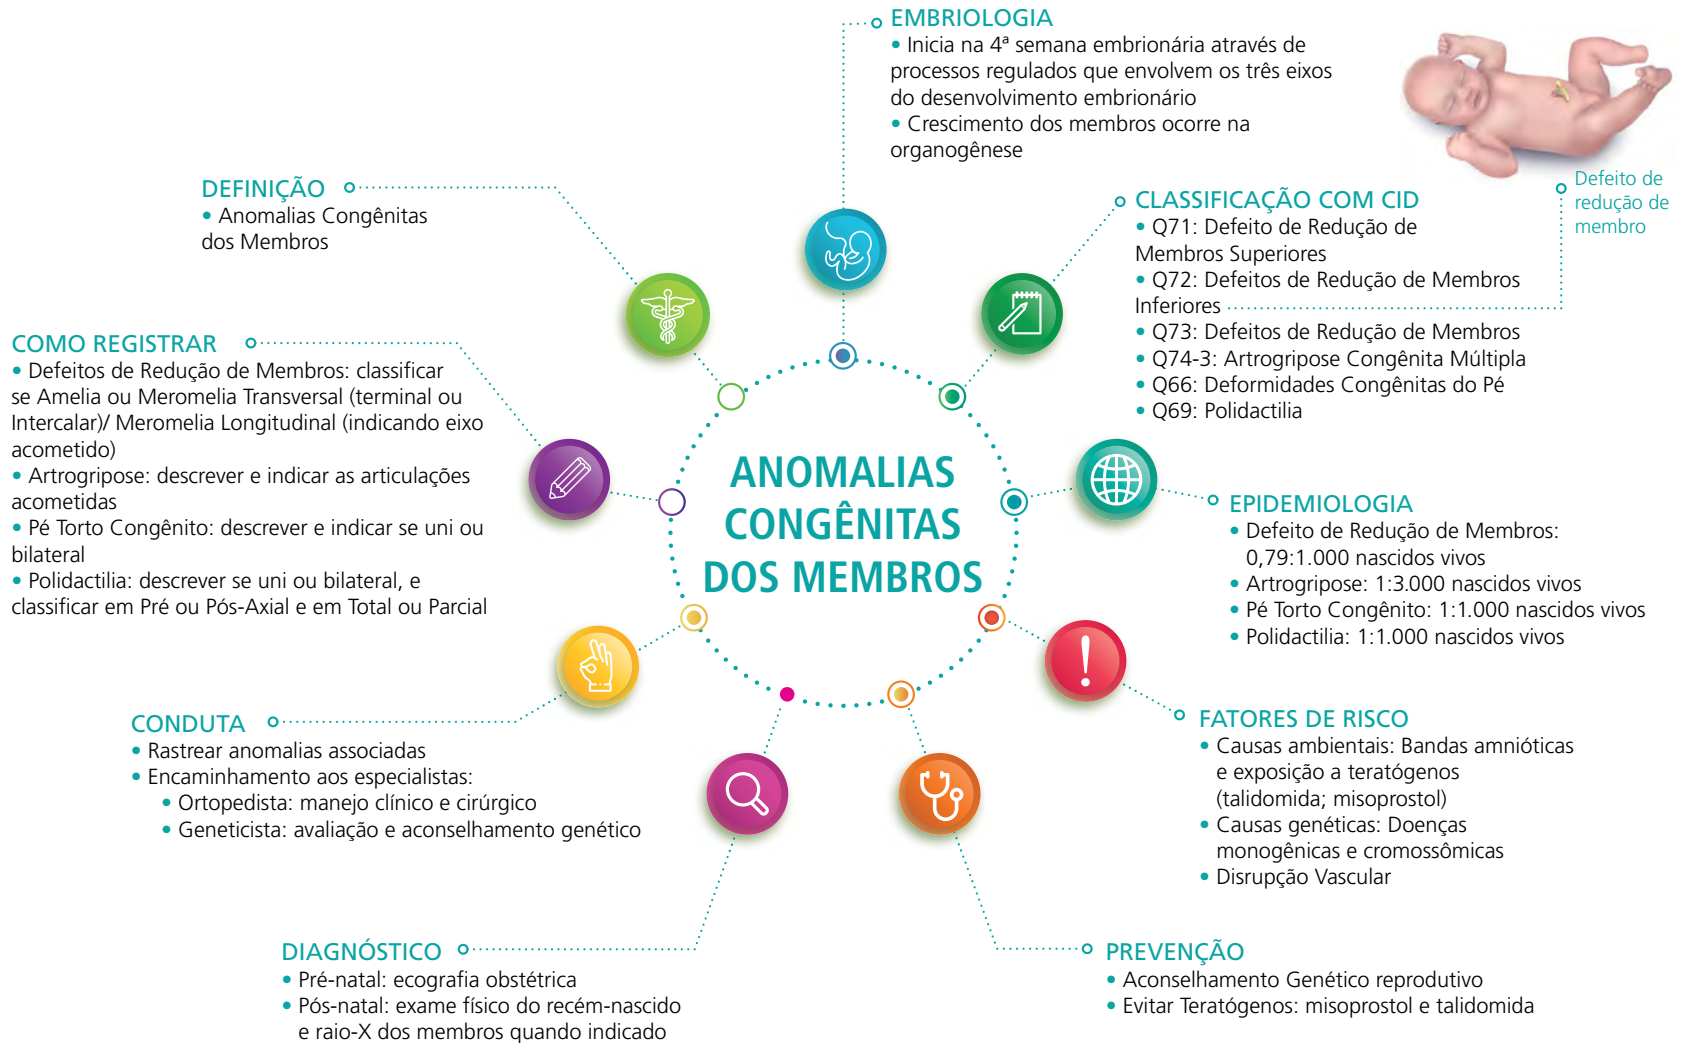 EMBRIOLOGIA
• Inicia na 4ª semana embrionária através de
processos regulados que envolvem os três eixos
do desenvolvimento embrionário
• Crescimento dos membros ocorre na
organogênese
Defeito de
redução de
membro
DEFINIÇÃO
• Anomalias Congênitas
dos Membros
CLASSIFICAÇÃO COM CID
• Q71: Defeito de Redução de
Membros Superiores
• Q72: Defeitos de Redução de Membros
Inferiores
• Q73: Defeitos de Redução de Membros
• Q74-3: Artrogripose Congênita Múltipla
• Q66: Deformidades Congênitas do Pé
• Q69: Polidactilia
COMO REGISTRAR
• Defeitos de Redução de Membros: classificar
se Amelia ou Meromelia Transversal (terminal ou
Intercalar)/ Meromelia Longitudinal (indicando eixo
acometido)
• Artrogripose: descrever e indicar as articulações
acometidas
• Pé Torto Congênito: descrever e indicar se uni ou
bilateral
• Polidactilia: descrever se uni ou bilateral, e
classificar em Pré ou Pós-Axial e em Total ou Parcial
ANOMALIAS
CONGÊNITAS
DOS MEMBROS
EPIDEMIOLOGIA
• Defeito de Redução de Membros:
0,79:1.000 nascidos vivos
• Artrogripose: 1:3.000 nascidos vivos
• Pé Torto Congênito: 1:1.000 nascidos vivos
• Polidactilia: 1:1.000 nascidos vivos
CONDUTA
• Rastrear anomalias associadas
• Encaminhamento aos especialistas:
• Ortopedista: manejo clínico e cirúrgico
• Geneticista: avaliação e aconselhamento genético
FATORES DE RISCO
• Causas ambientais: Bandas amnióticas
e exposição a teratógenos
(talidomida; misoprostol)
• Causas genéticas: Doenças
monogênicas e cromossômicas
• Disrupção Vascular
DIAGNÓSTICO
• Pré-natal: ecografia obstétrica
• Pós-natal: exame físico do recém-nascido
e raio-X dos membros quando indicado
PREVENÇÃO
• Aconselhamento Genético reprodutivo
• Evitar Teratógenos: misoprostol e talidomida